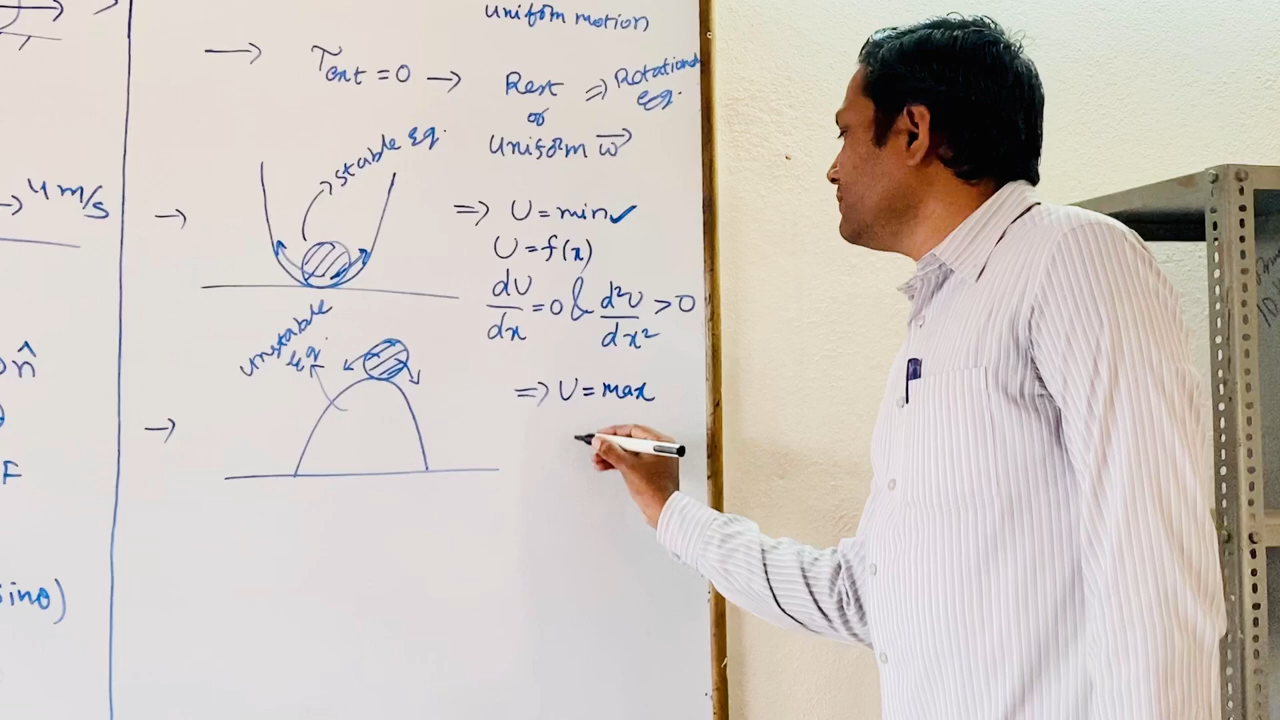 uniform motion
→ τext = 0 → Rest ⇒ Rotational eq.
or
uniform ω⃗
→ 4 m/s
stable eq.
→ ⇒ U = min ✓
U = f(x)
dU/dx = 0 & d²U/dx² > 0
unstable
eq.
⇒ U = max
→
n̂
F
sinθ)